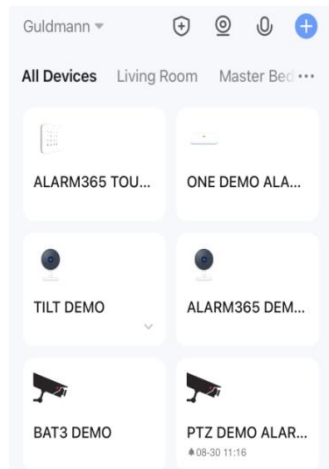 Guldmann
All Devices Living Room Master Bed
ALARM365 TOU... ONE DEMO ALA...
TILT DEMO ALARM365 DEM...
BAT3 DEMO PTZ DEMO ALAR...
08-30 11:16